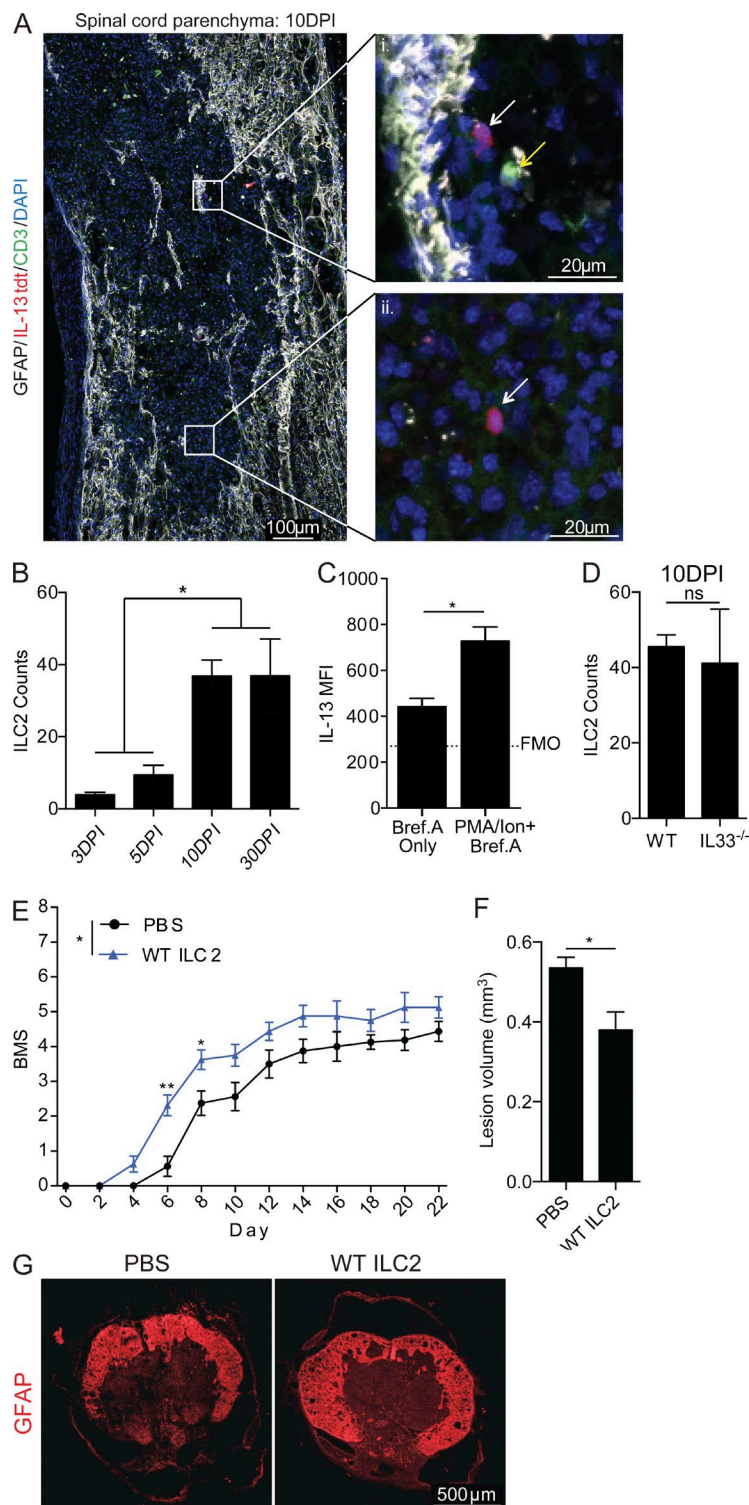 A
Spinal cord parenchyma: 10DPI
GFAP/IL-13tdt/CD3/DAPI
100μm
i.
20μm
ii.
20μm
B
ILC2 Counts
60
40
20
0
*
3DPI
5DPI
10DPI
30DPI
C
IL-13 MFI
1000
800
600
400
200
0
*
FMO
Bref.A
Only
PMA/Ion+
Bref.A
D
10DPI
ns
ILC2 Counts
60
40
20
0
WT
IL33-/-
E
BMS
8
7
6
5
4
3
2
1
0
*
PBS
WT ILC2
**
*
0
2
4
6
8
10
12
14
16
18
20
22
Day
F
Lesion volume (mm³)
0.6
0.4
0.2
0.0
*
PBS
WT ILC2
G
PBS
WT ILC2
GFAP
500μm